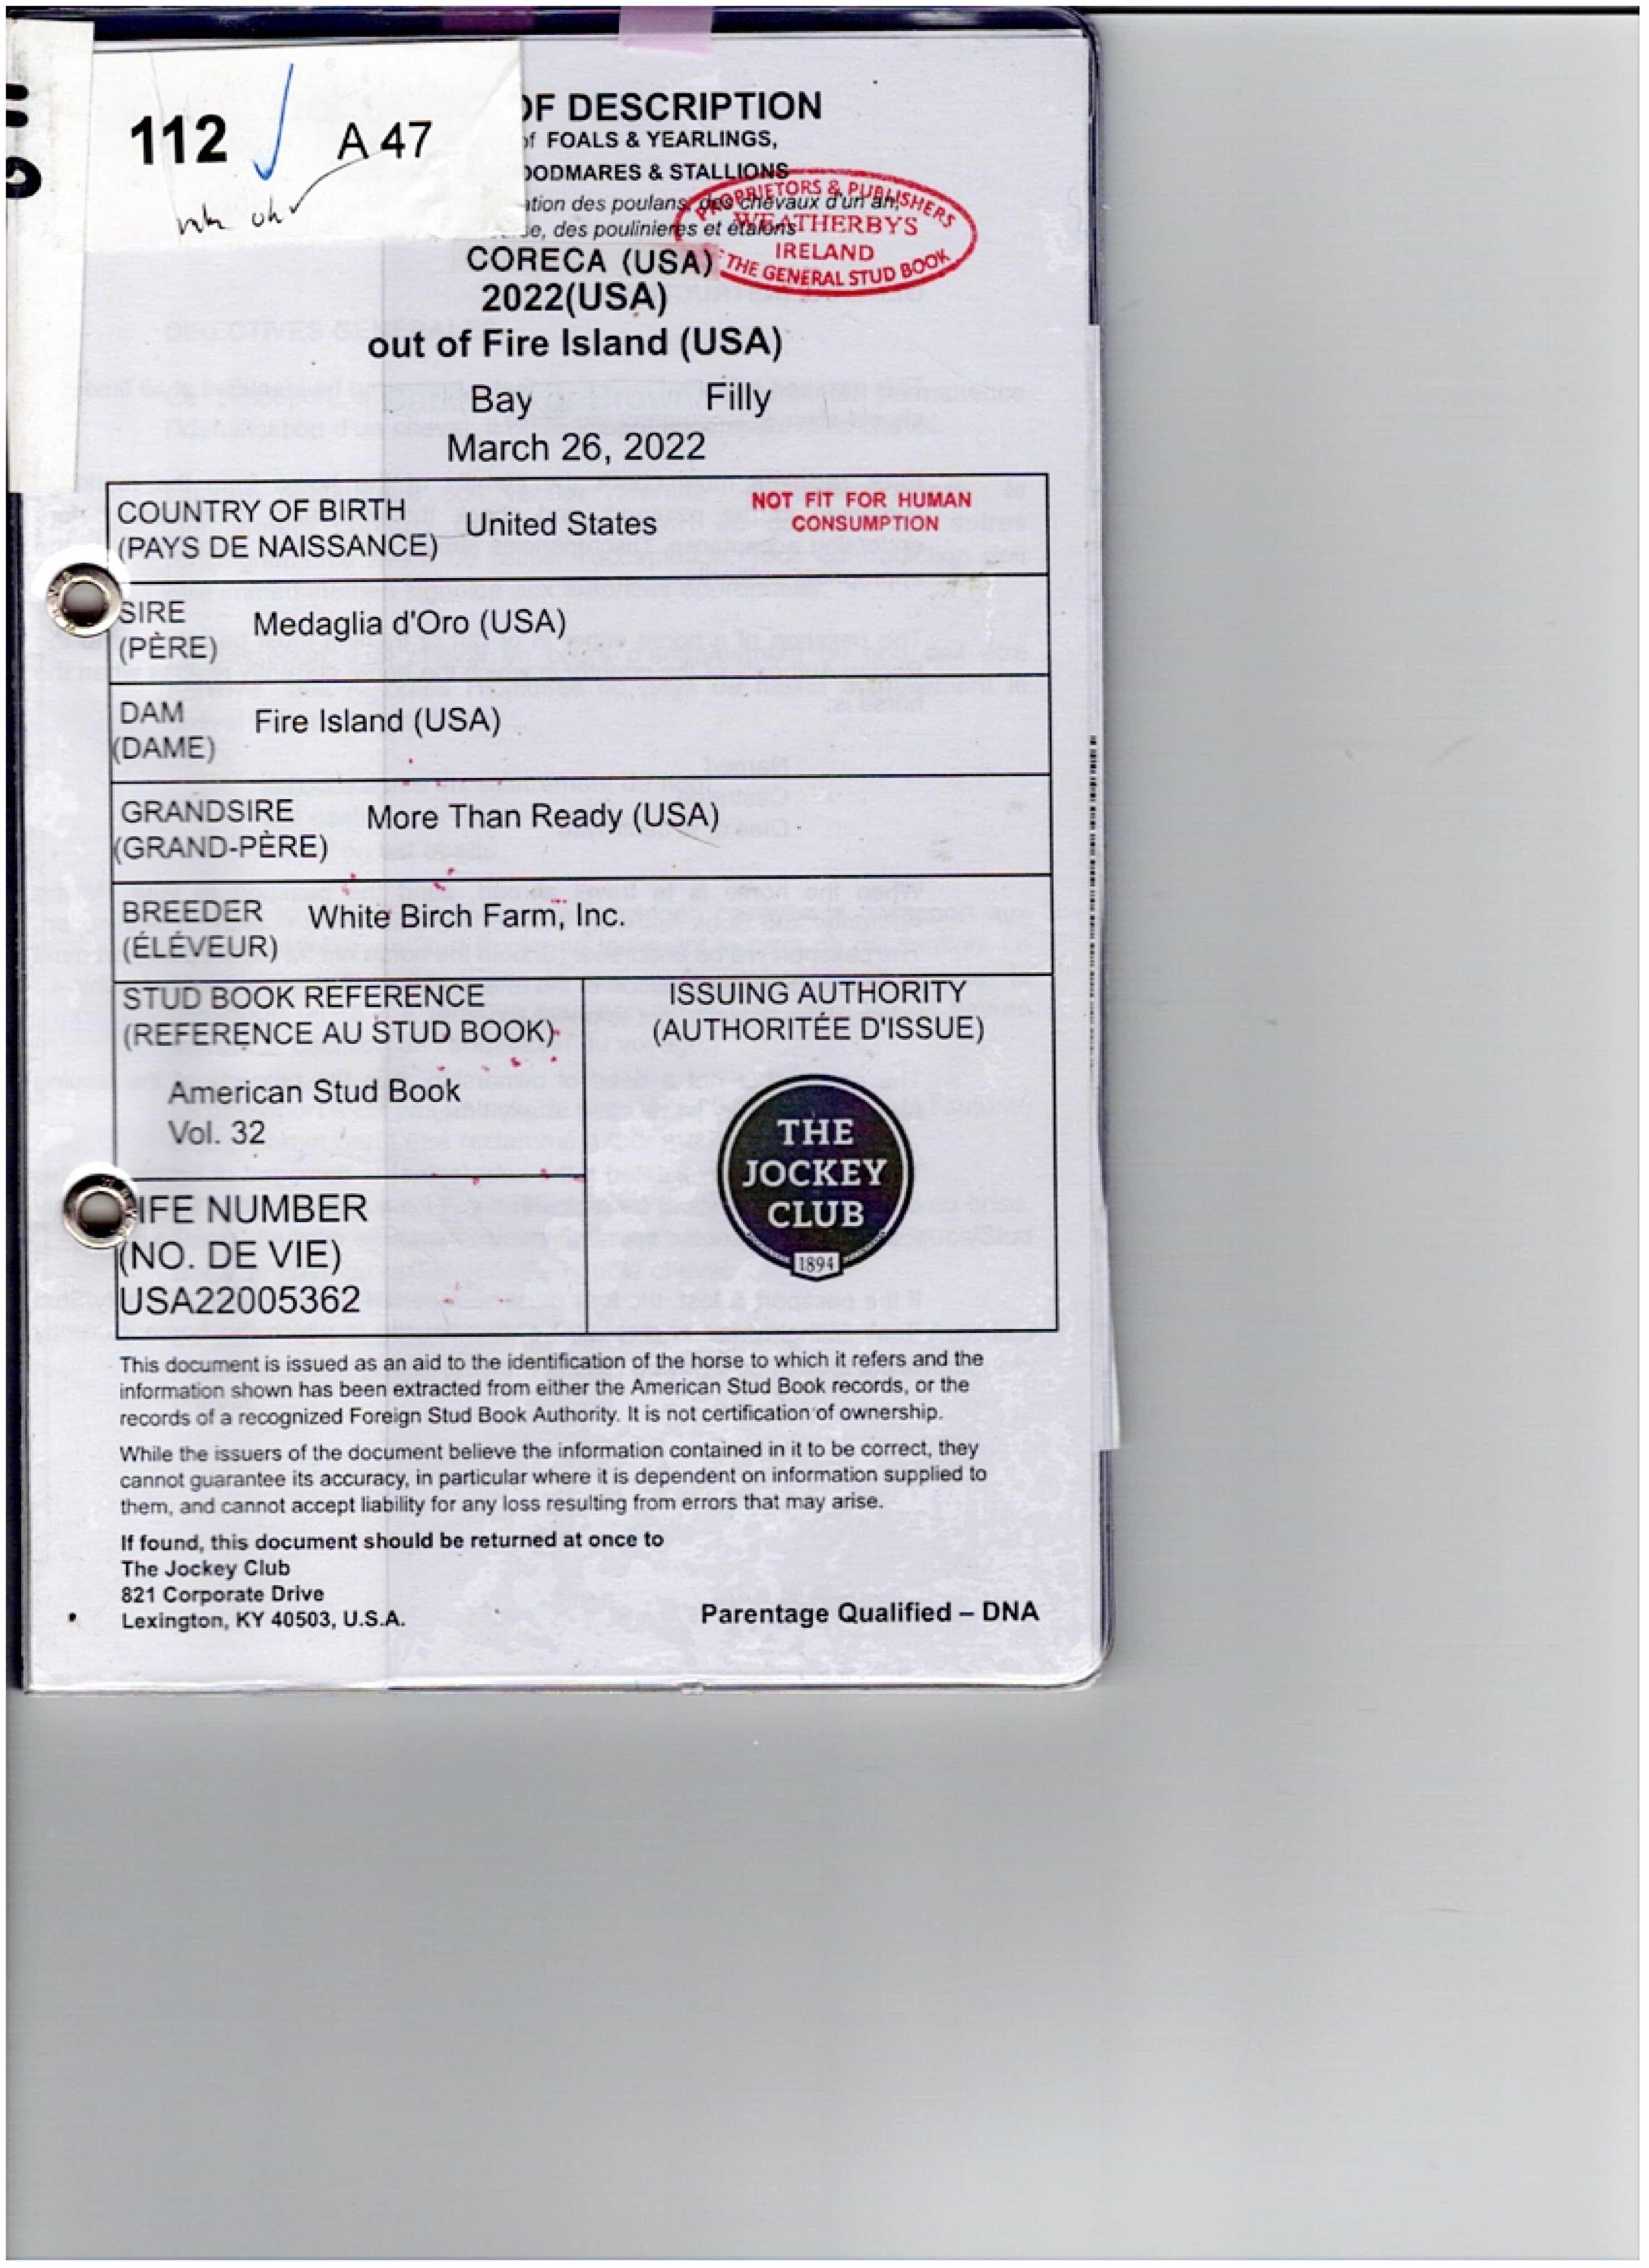 112 A 47
OF DESCRIPTION
of FOALS & YEARLINGS,
OODMARES & STALLIONS
ation des poulans, des chevaux d'un an,
se, des poulinieres et étalons
PROPRIETORS & PUBLISHERS
WEATHERBYS
IRELAND
THE GENERAL STUD BOOK
CORECA (USA)
2022(USA)
out of Fire Island (USA)
Bay Filly
March 26, 2022
COUNTRY OF BIRTH
(PAYS DE NAISSANCE)
United States
NOT FIT FOR HUMAN
CONSUMPTION
SIRE
(PÈRE)
Medaglia d'Oro (USA)
DAM
(DAME)
Fire Island (USA)
GRANDSIRE
(GRAND-PÈRE)
More Than Ready (USA)
BREEDER
(ÉLÉVEUR)
White Birch Farm, Inc.
STUD BOOK REFERENCE
(REFERENCE AU STUD BOOK)
American Stud Book
Vol. 32
ISSUING AUTHORITY
(AUTHORITÉE D'ISSUE)
THE
JOCKEY
CLUB
1894
IFE NUMBER
(NO. DE VIE)
USA22005362
This document is issued as an aid to the identification of the horse to which it refers and the
information shown has been extracted from either the American Stud Book records, or the
records of a recognized Foreign Stud Book Authority. It is not certification of ownership.
While the issuers of the document believe the information contained in it to be correct, they
cannot guarantee its accuracy, in particular where it is dependent on information supplied to
them, and cannot accept liability for any loss resulting from errors that may arise.
If found, this document should be returned at once to
The Jockey Club
821 Corporate Drive
Lexington, KY 40503, U.S.A.
Parentage Qualified – DNA